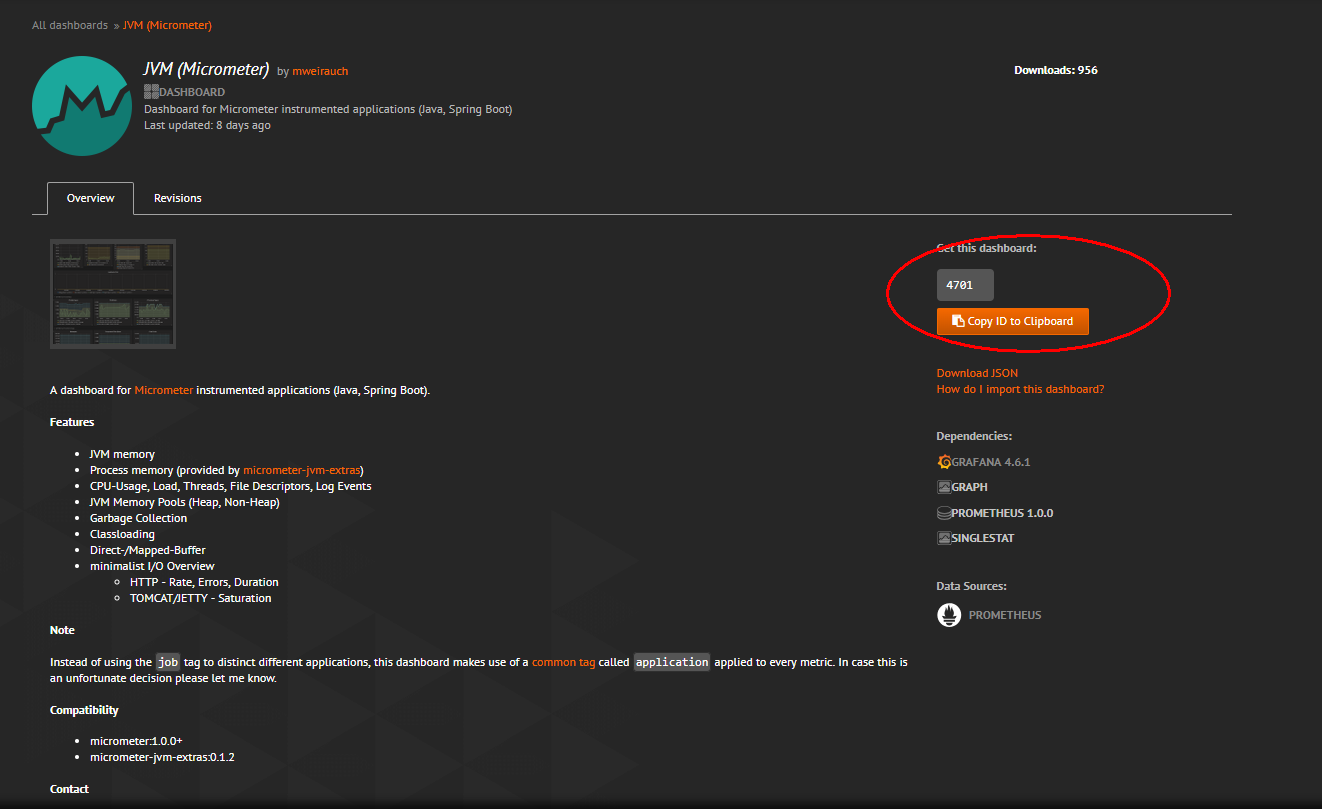 All dashboards » JVM (Micrometer)
JVM (Micrometer) by mweirauch
Downloads: 956
DASHBOARD
Dashboard for Micrometer instrumented applications (Java, Spring Boot)
Last updated: 8 days ago
Overview Revisions
Get this dashboard:
4701
Copy ID to Clipboard
Download JSON
How do I import this dashboard?
Dependencies:
GRAFANA 4.6.1
GRAPH
PROMETHEUS 1.0.0
SINGLESTAT
Data Sources:
PROMETHEUS
A dashboard for Micrometer instrumented applications (Java, Spring Boot).
Features
JVM memory
Process memory (provided by micrometer-jvm-extras)
CPU-Usage, Load, Threads, File Descriptors, Log Events
JVM Memory Pools (Heap, Non-Heap)
Garbage Collection
Classloading
Direct-/Mapped-Buffer
minimalist I/O Overview
HTTP - Rate, Errors, Duration
TOMCAT/JETTY - Saturation
Note
Instead of using the job tag to distinct different applications, this dashboard makes use of a common tag called application applied to every metric. In case this is
an unfortunate decision please let me know.
Compatibility
micrometer:1.0.0+
micrometer-jvm-extras:0.1.2
Contact